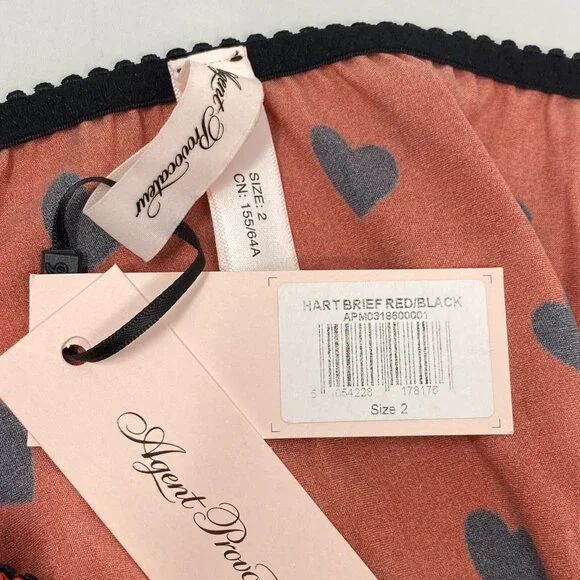 Agent
Provocateur
SIZE: 2
CN: 155/64A
HART BRIEF RED/BLACK
APM0318600001
5 054228 178176
Size 2
Agent Provo